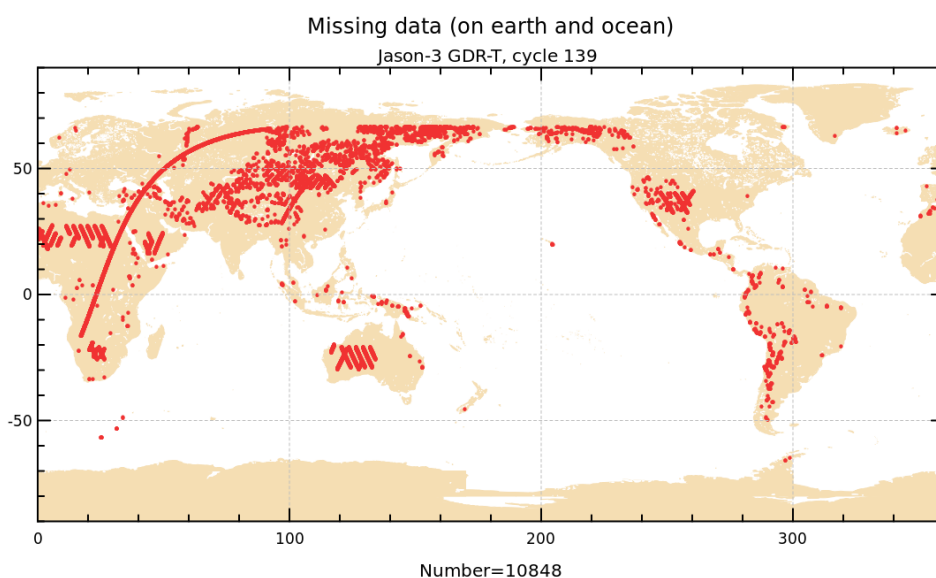 Missing data (on earth and ocean)
Jason-3 GDR-T, cycle 139
50
0
-50
0 100 200 300
Number=10848